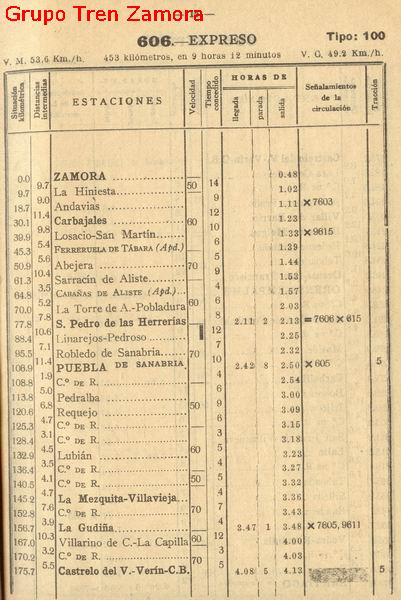 Grupo Tren Zamora
606.—EXPRESO Tipo: 100
V. M. 53,6 Km./h. 453 kilómetros, en 9 horas 12 minutos V. C. 49.2 Km./h.
Situación kilométrica Distancias intermedias ESTACIONES Velocidad Tiempo concedido HORAS DE llegada parada salida Señalamientos de la circulación Tracción
0.0 ZAMORA 0.48
9.7 50 14
9.7 La Hiniesta 1.02
9.0 9
18.7 Andaviàs 1.11 ×7603
11.4 12
30.1 Carbajales 60 1.23
9.8 10
39.9 Losacio-San Martín 1.33 ×9615
5.4 6
45.3 FERRERUELA DE TÁBARA (Apd.) 1.39
5.6 5
50.9 Abejera 70 1.44
10.4 9
61.3 Sarracín de Aliste 1.53
3.5 4
64.8 CABAÑAS DE ALISTE (Apd.) 1.57
5.2 6
70.0 La Torre de A.-Pobladura 60 2.03
7.8 8
77.8 S. Pedro de las Herrerías 2.11 2 2.13 =7606 ×615
10.6 12
88.4 Linarejos-Pedroso 2.25
7.1 7
95.5 Robledo de Sanabria 70 2.32
11.4 10
106.9 PUEBLA DE SANABRIA 2.42 8 2.50 ×605 5
4
108.9 C.º DE R. 2.54
6
113.8 Pedralba 3.00
6.8 9
120.6 Requejo 50 3.09
4.7 6
125.3 C.º DE R. 3.15
3.1 3
128.4 C.º DE R. 3.18
4.5 5
132.9 Lubián 60 3.23
3.6 4
136.5 C.º DE R. 3.27
4.0 5
140.5 C.º DE R. 50 3.32
4.7 4
145.2 La Mezquita-Villavieja 3.36
7.6 7
152.8 C.º DE R. 70 3.43
3.9 4
156.7 La Gudiña 3.47 1 3.48 ×7605, 9611
10.3 12
167.0 Villarino de C.-La Capilla 60 4.00
3.2 3
170.2 C.º DE R. 4.03
5.5 70 5
175.7 Castrelo del V.-Verín-C.B. 4.08 5 4.13 5